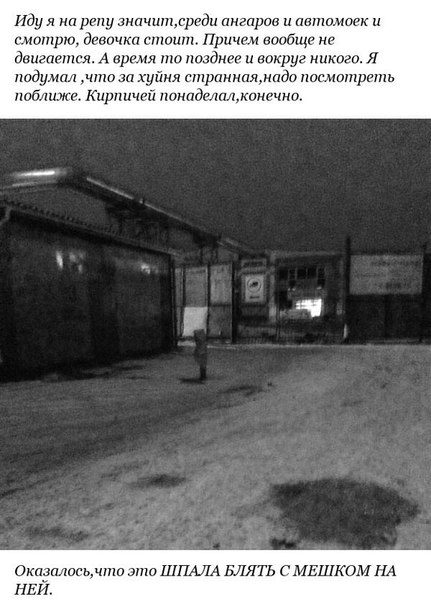 Иду я на репу значит,среди ангаров и автомоек и
смотрю, девочка стоит. Причем вообще не
двигается. А время то позднее и вокруг никого. Я
подумал ,что за хуйня странная,надо посмотреть
поближе. Кирпичей понаделал,конечно.
Оказалось,что это ШПАЛА БЛЯТЬ С МЕШКОМ НА
НЕЙ.